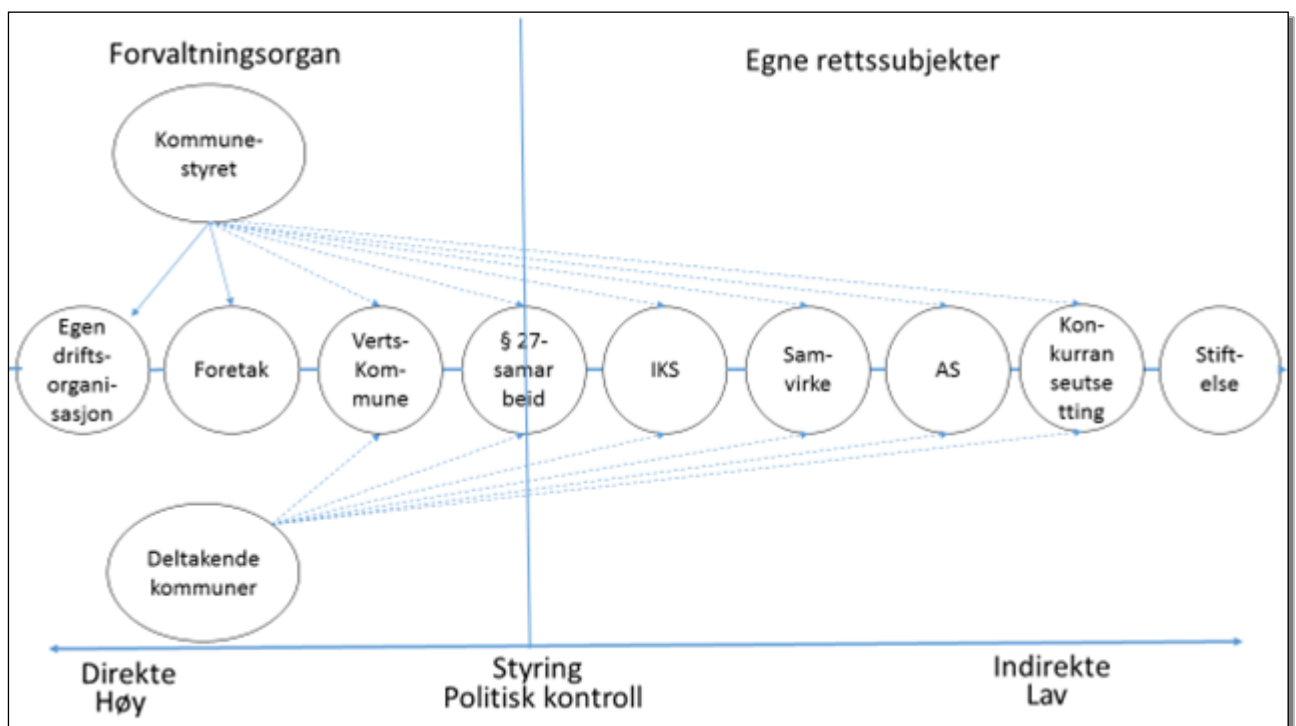 Forvaltningsorgan
Egne rettssubjekter
Kommune-
styret
Egen
drifts-
organi-
sasjon
Foretak
Verts-
Kom-
mune
§ 27-
samar
beid
IKS
Sam-
virke
AS
Kon-
kurran
seutse
tting
Stift-
else
Deltakende
kommuner
Direkte
Høy
Styring
Politisk kontroll
Indirekte
Lav